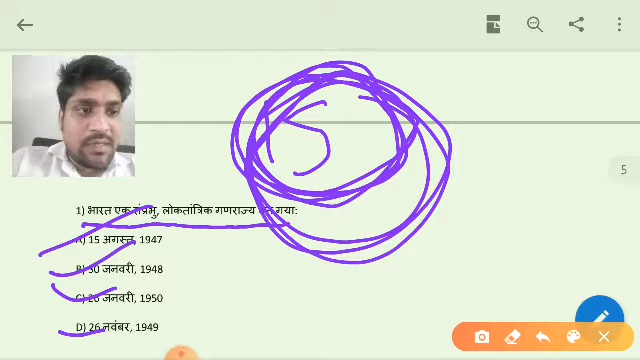 5
5
1) भारत एक संप्रभु, लोकतांत्रिक गणराज्य बन गया:
A) 15 अगस्त, 1947
B) 30 जनवरी, 1948
C) 26 जनवरी, 1950
D) 26 नवंबर, 1949